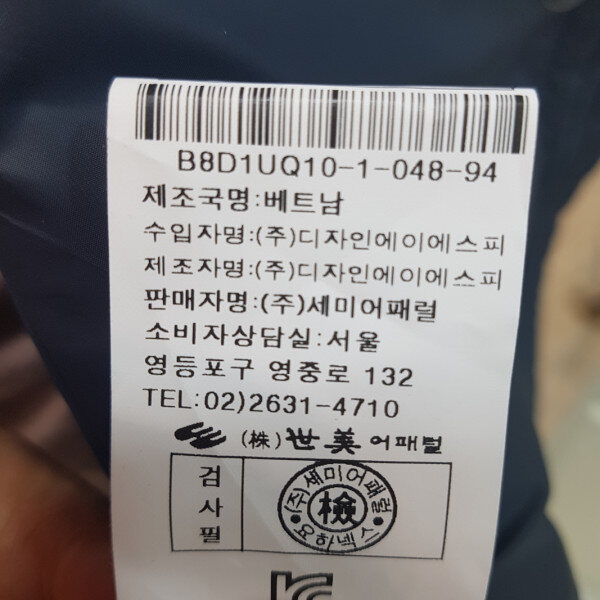 B8D1UQ10-1-048-94
제조국명:베트남
수입자명:(주)디자인에이에스피
제조자명:(주)디자인에이에스피
판매자명:(주)세미어패럴
소비자상담실:서울
영등포구 영중로 132
TEL:02)2631-4710
(株)世美어패럴
검사필
(주)세미어패럴
檢
요하넥스